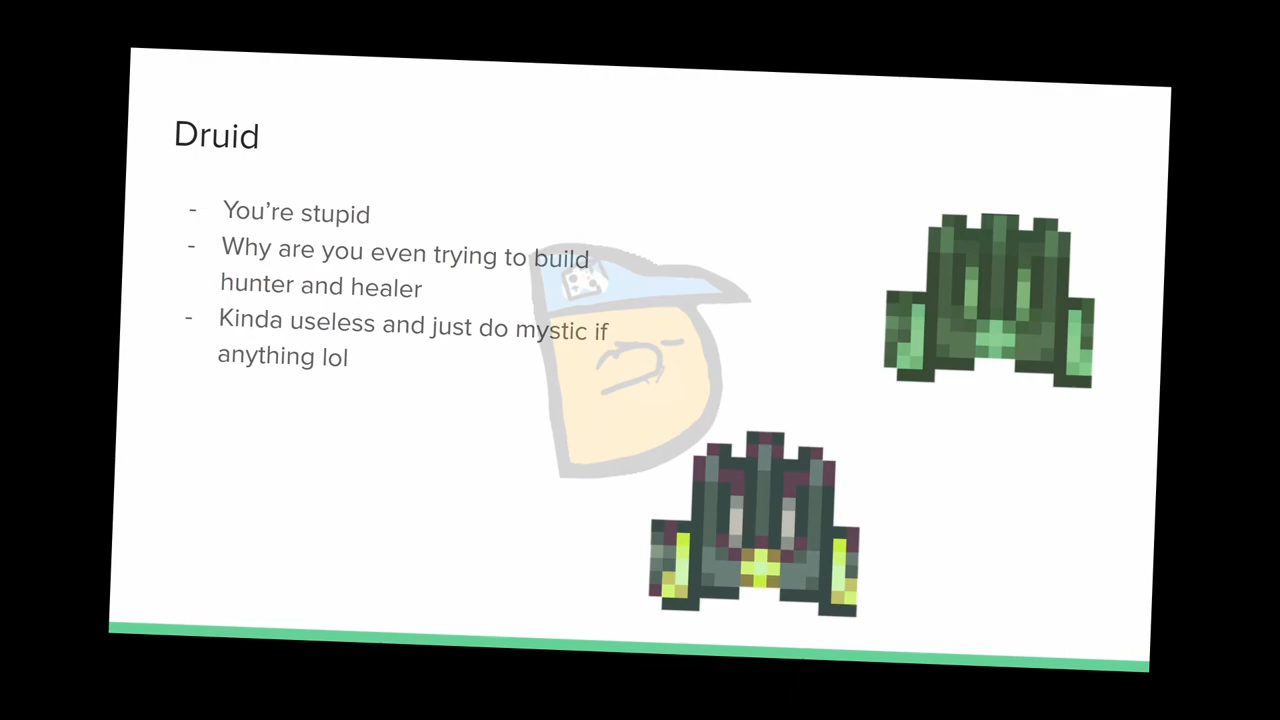 Druid
- You're stupid
- Why are you even trying to build
hunter and healer
- Kinda useless and just do mystic if
anything lol